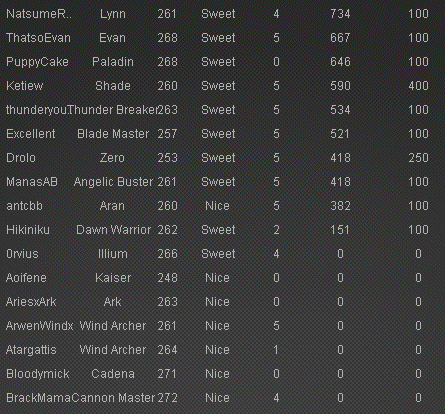 NatsumeR.. Lynn 261 Sweet 4 734 100
ThatsoEvan Evan 268 Sweet 5 667 100
PuppyCake Paladin 268 Sweet 0 646 100
Ketiew Shade 260 Sweet 5 590 400
thunderyouThunder Breaker263 Sweet 5 534 100
Excellent Blade Master 257 Sweet 5 521 100
Drolo Zero 253 Sweet 5 418 250
ManasAB Angelic Buster 261 Sweet 5 418 100
antcbb Aran 260 Nice 5 382 100
Hikiniku Dawn Warrior 262 Sweet 2 151 100
0rvius Illium 266 Sweet 4 0 0
Aoifene Kaiser 248 Nice 0 0 0
AriesxArk Ark 263 Nice 0 0 0
ArwenWindx Wind Archer 261 Nice 5 0 0
Atargattis Wind Archer 264 Nice 1 0 0
Bloodymick Cadena 271 Nice 0 0 0
BrackMamaCannon Master 272 Nice 4 0 0